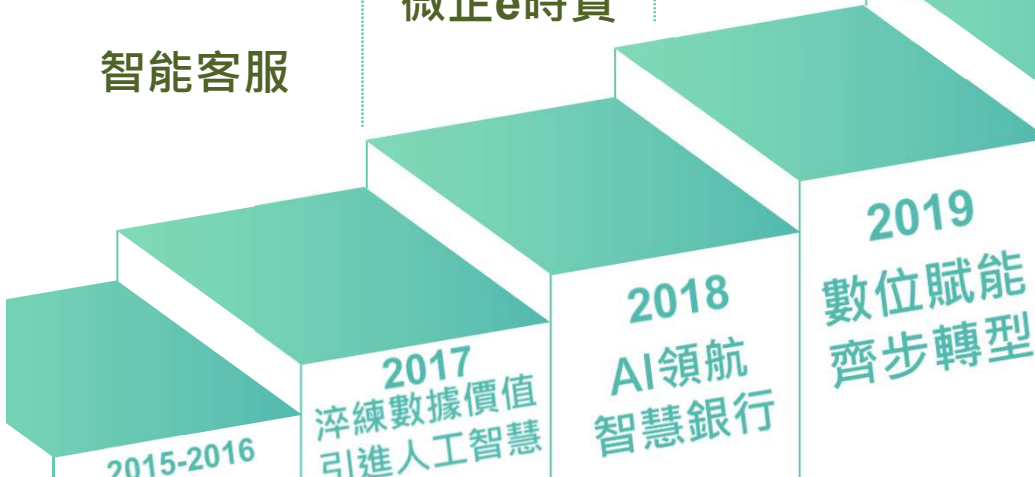 微止e時貸
智能客服
2019
數位賦能
齊步轉型
2018
AI領航
智慧銀行
2017
淬練數據價值
引進人工智慧
2015-2016